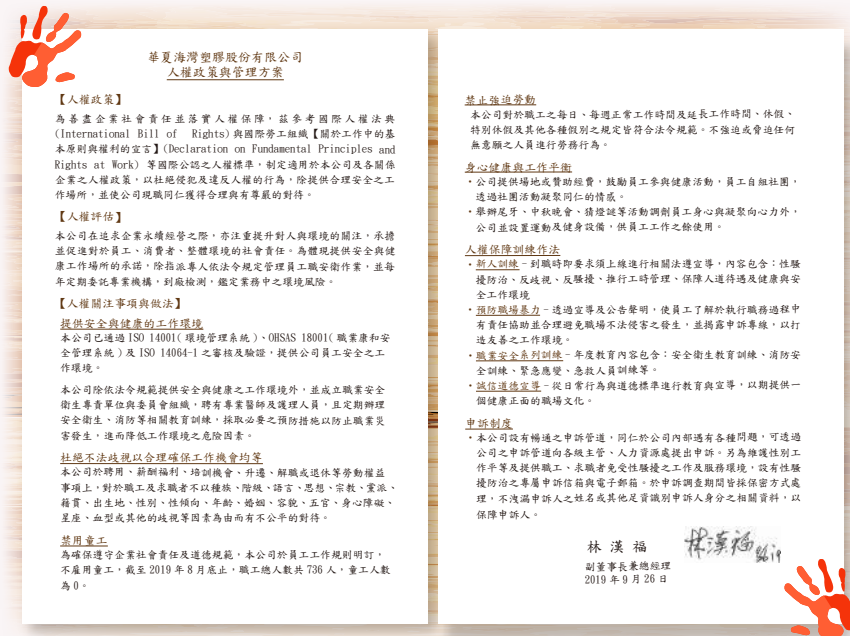 華夏海灣塑膠股份有限公司
人權政策與管理方案
【人權政策】
為善盡企業社會責任並落實人權保障，茲參考國際人權法典
(International Bill of Rights)與國際勞工組織【關於工作中的基
本原則與權利的宣言】(Declaration on Fundamental Principles and
Rights at Work) 等國際公認之人權標準，制定適用於本公司及各關係
企業之人權政策，以杜絕侵犯及違反人權的行為，除提供合理安全之工
作場所，並使公司現職同仁獲得合理與有尊嚴的對待。
【人權評估】
本公司在追求企業永續經營之際，亦注重提升對人與環境的關注，承擔
並促進對於員工、消費者、整體環境的社會責任。為體現提供安全與健
康工作場所的承諾，除指派專人依法令規定管理員工職安衛作業，並每
年定期委託專業機構，到廠檢測，鑑定業務中之環境風險。
【人權關注事項與做法】
提供安全與健康的工作環境
本公司已通過 ISO 14001(環境管理系統)、OHSAS 18001(職業康和安
全管理系統)及 ISO 14064-1 之審核及驗證，提供公司員工安全之工
作環境。
本公司除依法令規範提供安全與健康之工作環境外，並成立職業安全
衛生專責單位與委員會組織，聘有專業醫師及護理人員，且定期辦理
安全衛生、消防等相關教育訓練，採取必要之預防措施以防止職業災
害發生，進而降低工作環境之危險因素。
杜絕不法歧視以合理確保工作機會均等
本公司於聘用、薪酬福利、培訓機會、升遷、解職或退休等勞動權益
事項上，對於職工及求職者不以種族、階級、語言、思想、宗教、黨派、
籍貫、出生地、性別、性傾向、年齡、婚姻、容貌、五官、身心障礙、
星座、血型或其他的歧視等因素為由而有不公平的對待。
禁用童工
為確保遵守企業社會責任及道德規範，本公司於員工工作規則明訂，
不雇用童工，截至 2019 年 8 月底止，職工總人數共 736 人，童工人數
為 0。
禁止強迫勞動
本公司對於職工之每日、每週正常工作時間及延長工作時間、休假、
特別休假及其他各種假別之規定皆符合法令規範。不強迫或脅迫任何
無意願之人員進行勞務行為。
身心健康與工作平衡
・公司提供場地或贊助經費，鼓勵員工參與健康活動，員工自組社團，
透過社團活動凝聚同仁的情感。
・舉辦尾牙、中秋晚會、猜燈謎等活動調劑員工身心與凝聚向心力外，
公司並設置運動及健身設備，供員工工作之餘使用。
人權保障訓練作法
・新人訓練－到職時即要求須上線進行相關法遵宣導，內容包含：性騷
擾防治、反歧視、反騷擾、推行工時管理、保障人道待遇及健康與安
全工作環境
・預防職場暴力－透過宣導及公告聲明，使員工了解於執行職務過程中
有責任協助並合理避免職場不法侵害之發生，並揭露申訴專線，以打
造友善之工作環境。
・職業安全系列訓練－年度教育內容包含：安全衛生教育訓練、消防安
全訓練、緊急應變、急救人員訓練等。
・誠信道德宣導－從日常行為與道德標準進行教育與宣導，以期提供一
個健康正面的職場文化。
申訴制度
・本公司設有暢通之申訴管道，同仁於公司內部遇有各種問題，可透過
公司之申訴管道向各級主管、人力資源處提出申訴。另為維護性別工
作平等及提供職工、求職者免受性騷擾之工作及服務環境，設有性騷
擾防治之專屬申訴信箱與電子郵箱。於申訴調查期間皆採保密方式處
理，不洩漏申訴人之姓名或其他足資識別申訴人身分之相關資料，以
保障申訴人。
林漢福
林漢福
副董事長兼總經理
2019 年 9 月 26 日